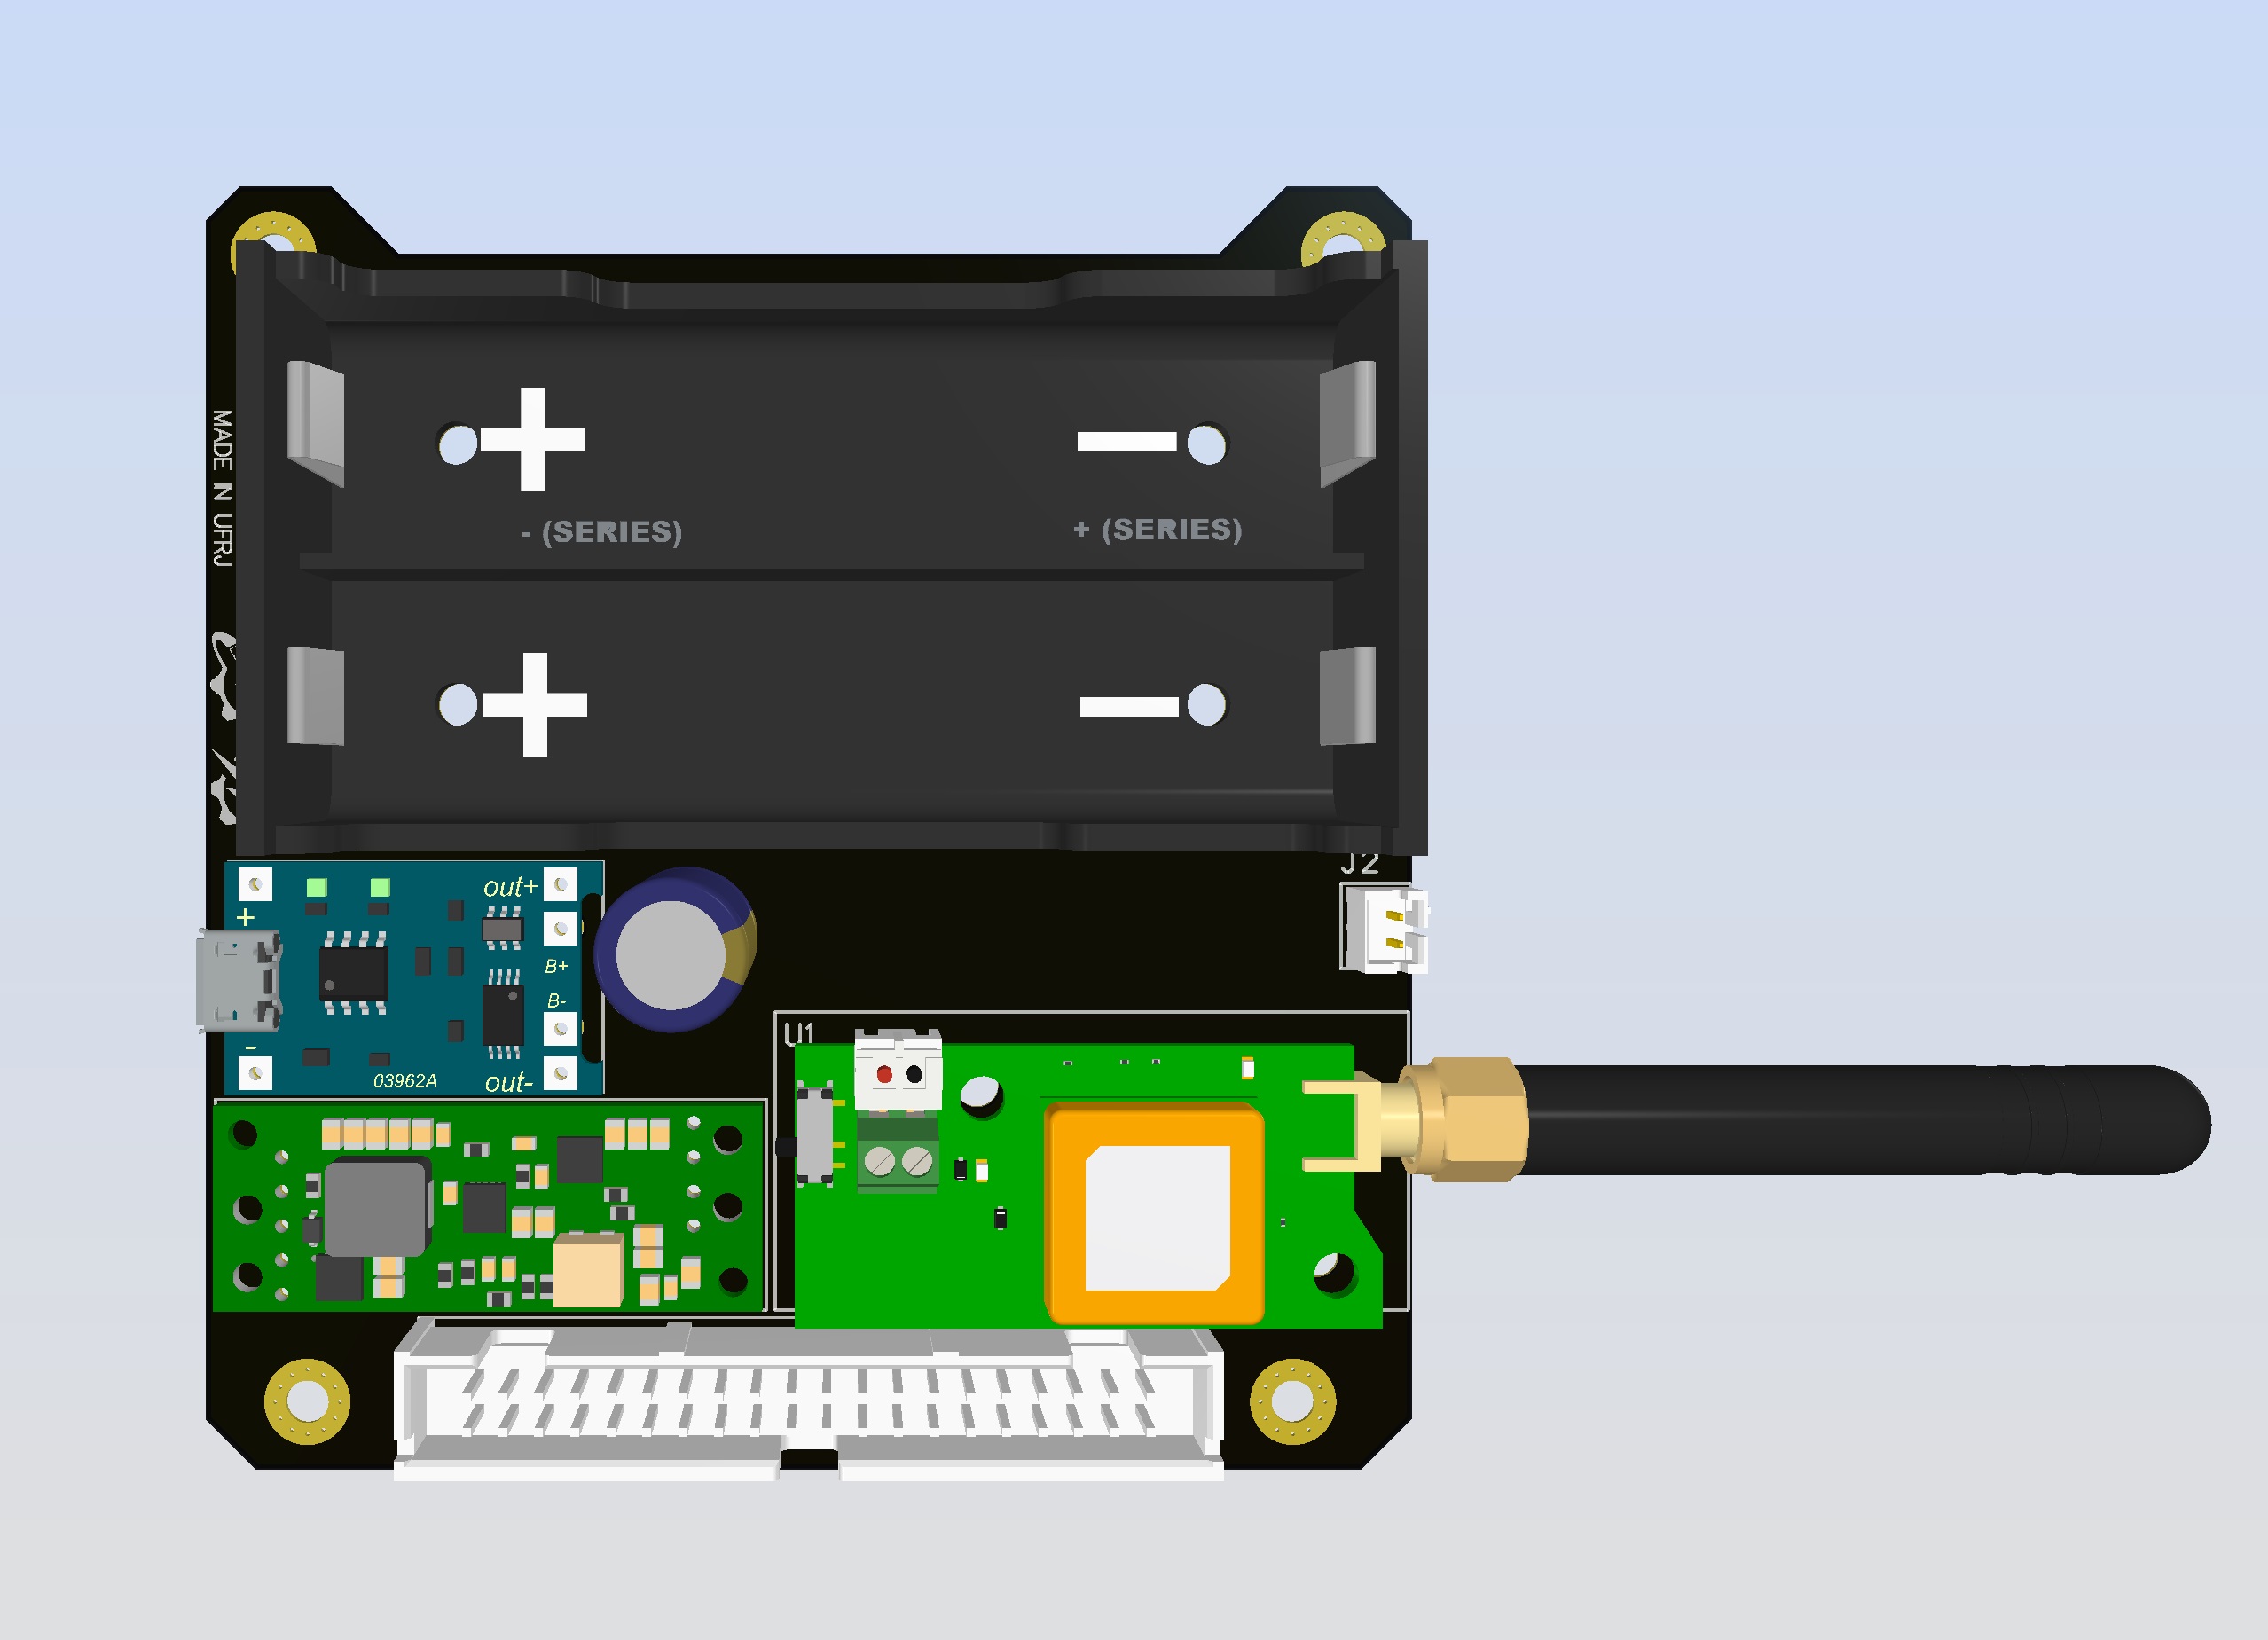 + −
- (SERIES) + (SERIES)
+ −
MADE IN UFRJ
J2
out+
+
B+
B-
-
03962A
out-
U1